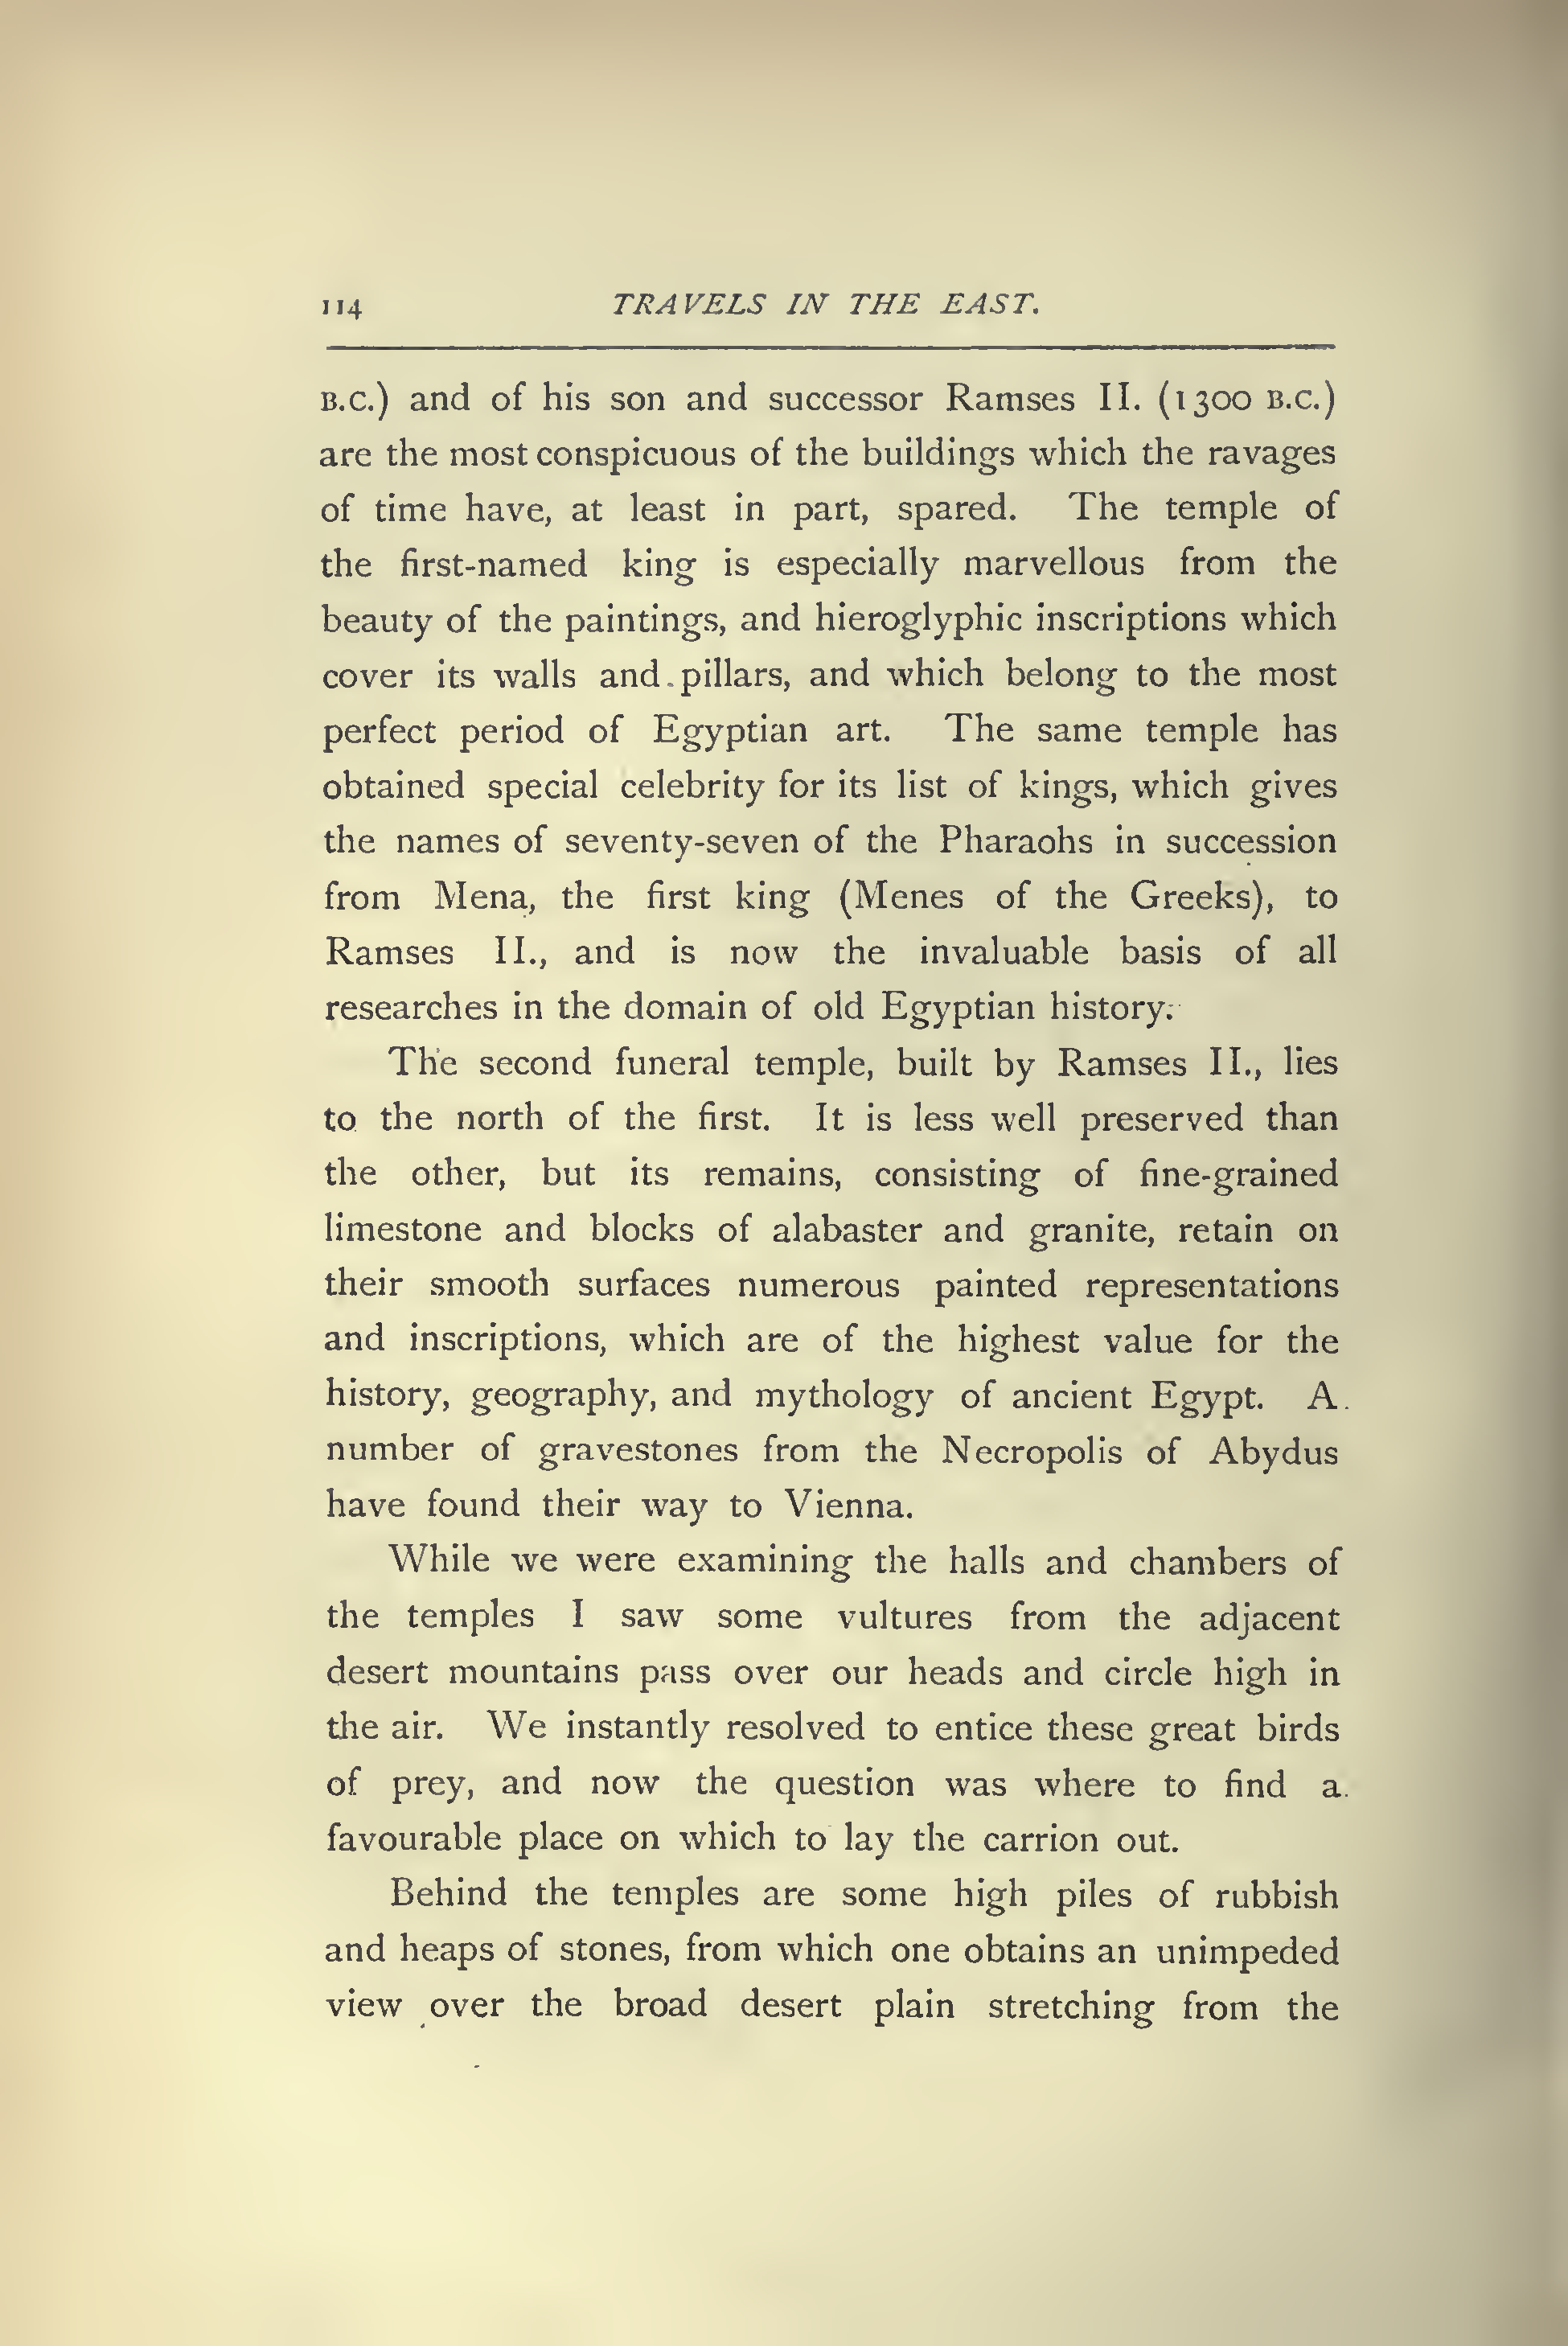 114 TRAVELS IN THE EAST.
B.C.) and of his son and successor Ramses II. (1300 B.C.)
are the most conspicuous of the buildings which the ravages
of time have, at least in part, spared. The temple of
the first-named king is especially marvellous from the
beauty of the paintings, and hieroglyphic inscriptions which
cover its walls and pillars, and which belong to the most
perfect period of Egyptian art. The same temple has
obtained special celebrity for its list of kings, which gives
the names of seventy-seven of the Pharaohs in succession
from Mena, the first king (Menes of the Greeks), to
Ramses II., and is now the invaluable basis of all
researches in the domain of old Egyptian history.
The second funeral temple, built by Ramses II., lies
to the north of the first. It is less well preserved than
the other, but its remains, consisting of fine-grained
limestone and blocks of alabaster and granite, retain on
their smooth surfaces numerous painted representations
and inscriptions, which are of the highest value for the
history, geography, and mythology of ancient Egypt. A
number of gravestones from the Necropolis of Abydus
have found their way to Vienna.
While we were examining the halls and chambers of
the temples I saw some vultures from the adjacent
desert mountains pass over our heads and circle high in
the air. We instantly resolved to entice these great birds
of prey, and now the question was where to find a
favourable place on which to lay the carrion out.
Behind the temples are some high piles of rubbish
and heaps of stones, from which one obtains an unimpeded
view over the broad desert plain stretching from the